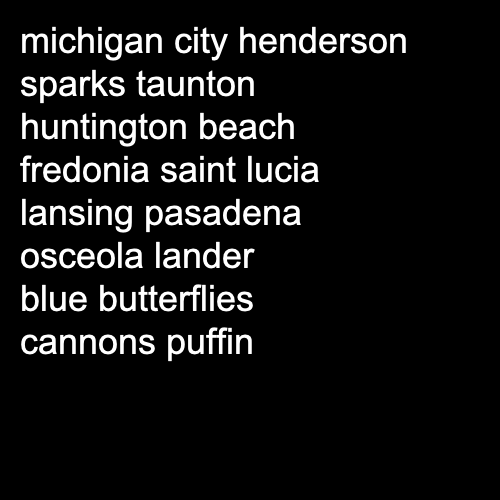 michigan city henderson
sparks taunton
huntington beach
fredonia saint lucia
lansing pasadena
osceola lander
blue butterflies
cannons puffin